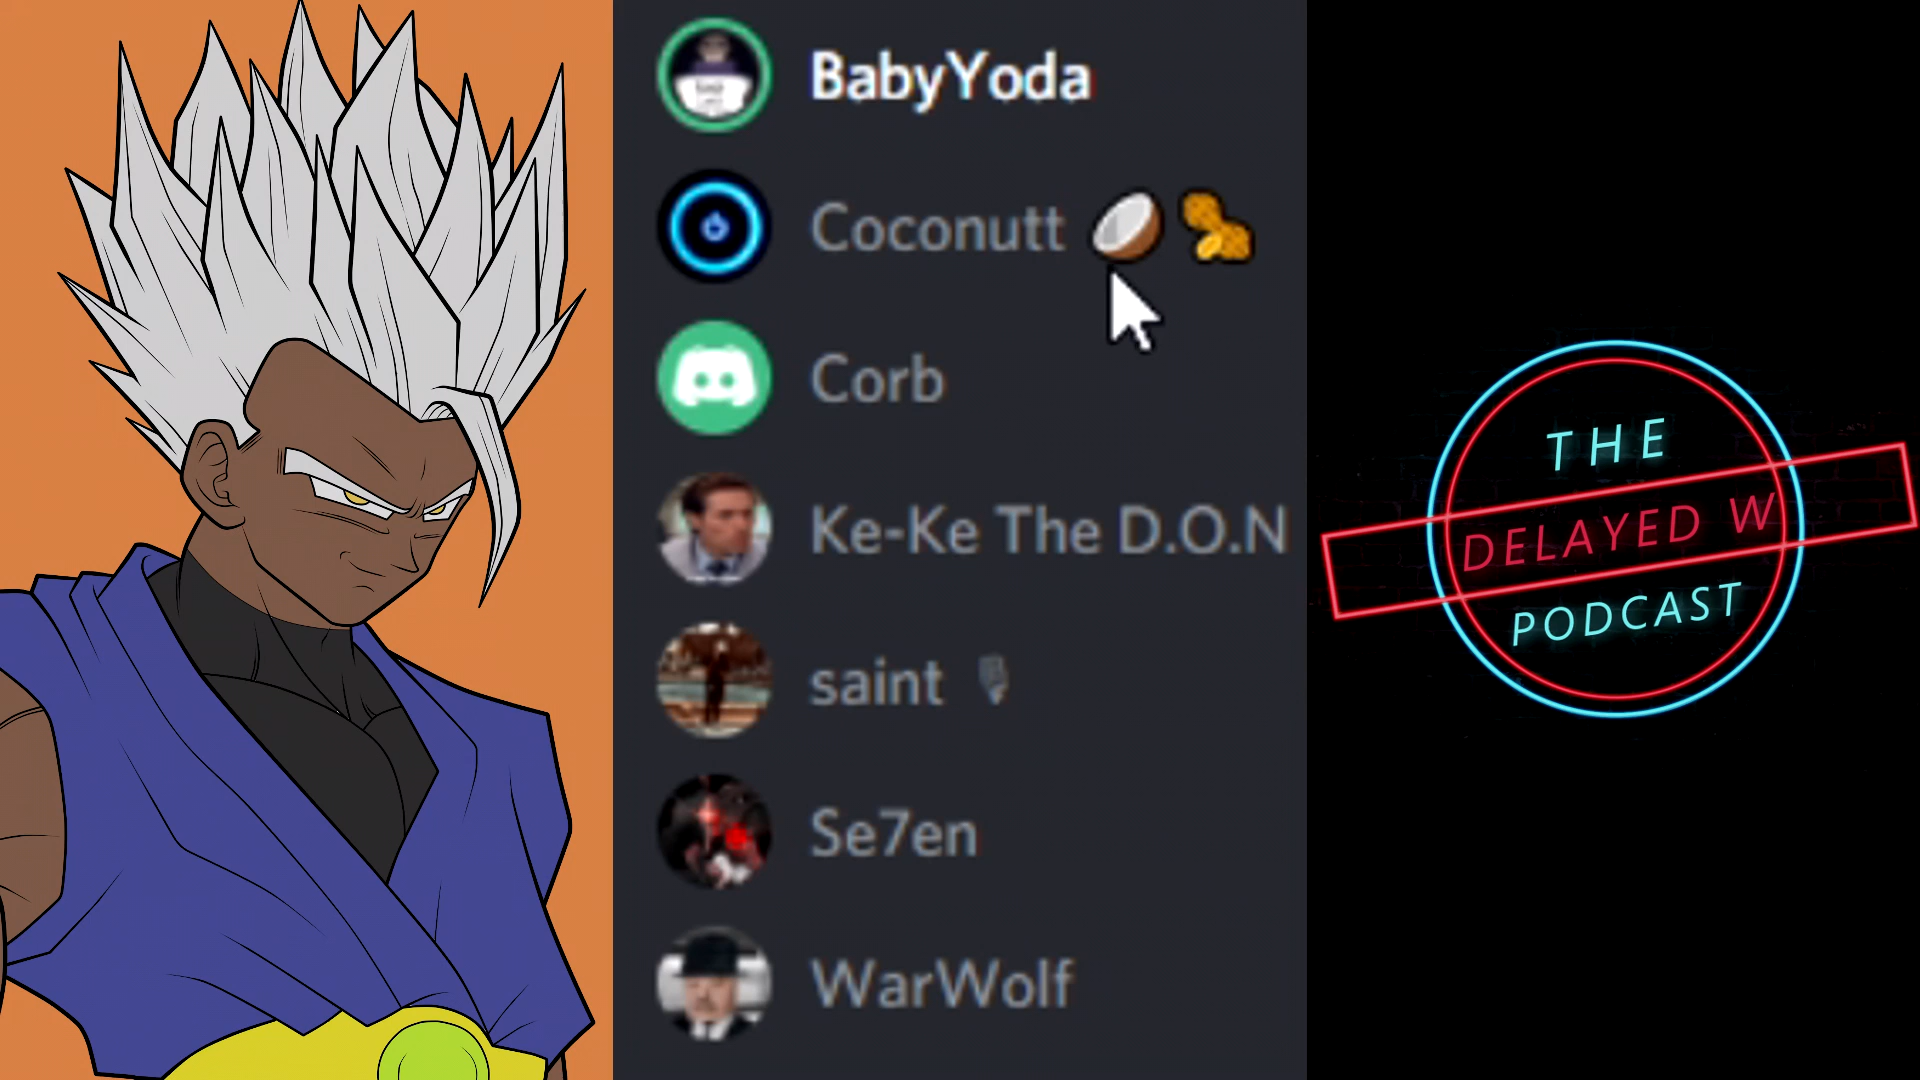 BabyYoda
Coconutt 🥥 🥜
Corb
Ke-Ke The D.O.N
saint 🎙
Se7en
WarWolf
THE
DELAYED W
PODCAST